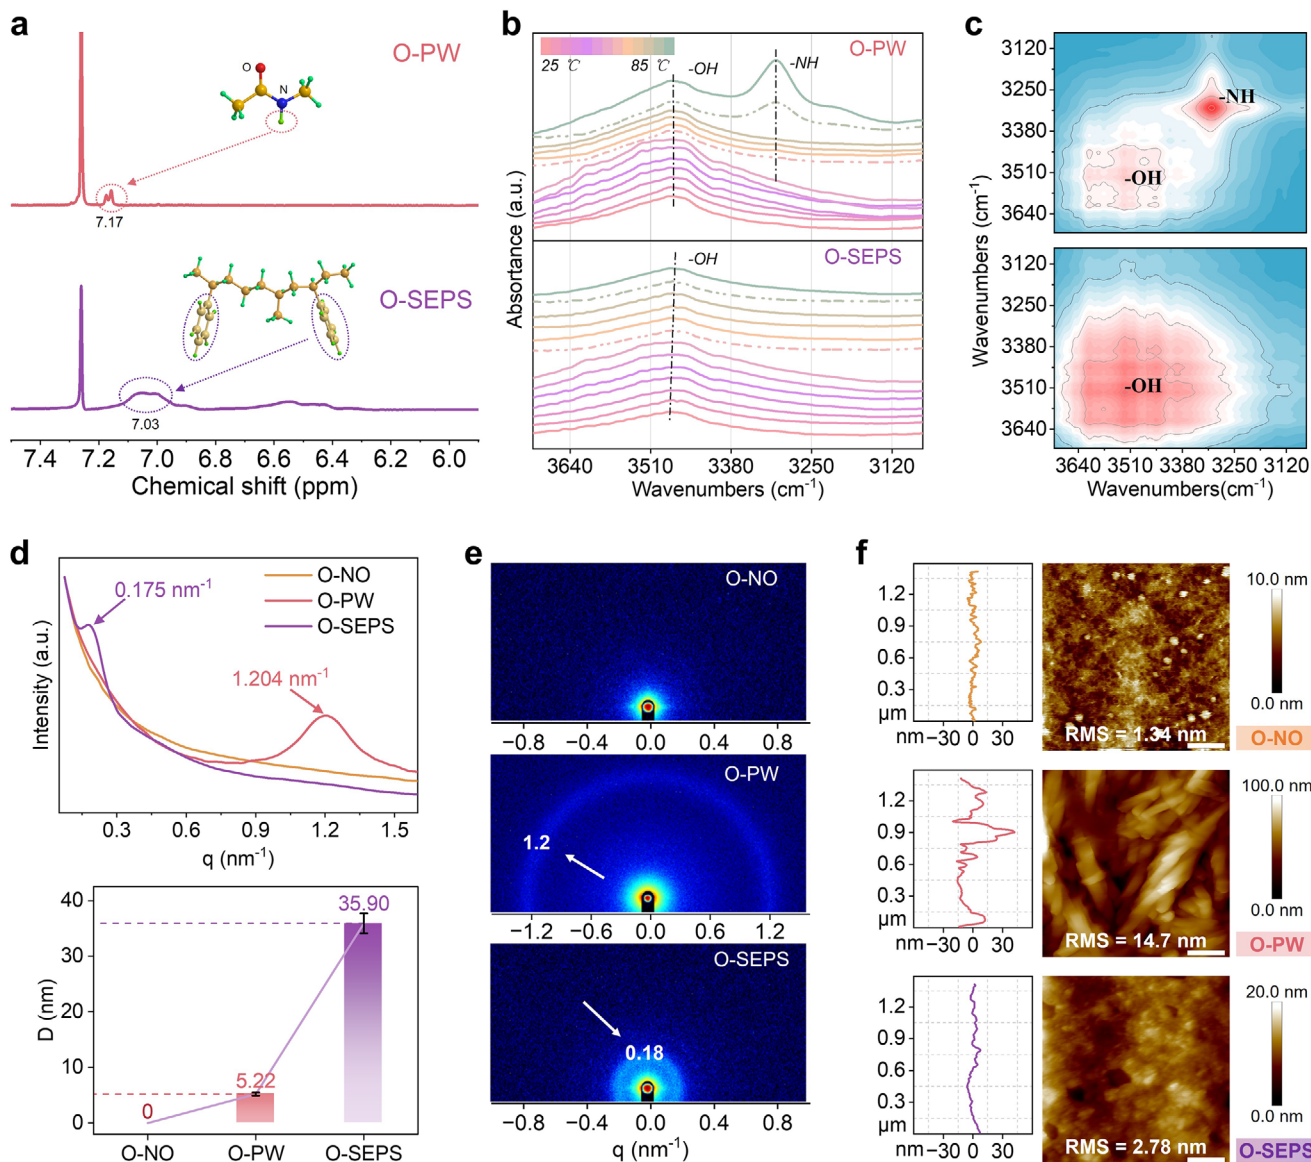 a
O-PW
O
N
7.17
O-SEPS
7.03
7.4 7.2 7.0 6.8 6.6 6.4 6.2 6.0
Chemical shift (ppm)
b
25 ℃ 85 ℃
O-PW
-OH
-NH
O-SEPS
-OH
Absortance (a.u.)
3640 3510 3380 3250 3120
Wavenumbers (cm⁻¹)
c
3120
3250
3380
3510
3640
-NH
-OH
3120
3250
3380
3510
3640
-OH
Wavenumbers (cm⁻¹)
3640 3510 3380 3250 3120
Wavenumbers(cm⁻¹)
d
0.175 nm⁻¹
O-NO
O-PW
O-SEPS
1.204 nm⁻¹
Intensity (a.u.)
0.3 0.6 0.9 1.2 1.5
q (nm⁻¹)
40
30
20
10
0
D (nm)
0
5.22
35.90
O-NO O-PW O-SEPS
e
O-NO
−0.8 −0.4 0.0 0.4 0.8
O-PW
1.2
−1.2 −0.6 0.0 0.6 1.2
O-SEPS
0.18
−0.8 −0.4 0.0 0.4 0.8
q (nm⁻¹)
f
1.2
0.9
0.6
0.3
μm
nm −30 0 30
RMS = 1.34 nm
10.0 nm
0.0 nm
O-NO
1.2
0.9
0.6
0.3
μm
nm −30 0 30
RMS = 14.7 nm
100.0 nm
0.0 nm
O-PW
1.2
0.9
0.6
0.3
μm
nm −30 0 30
RMS = 2.78 nm
20.0 nm
0.0 nm
O-SEPS